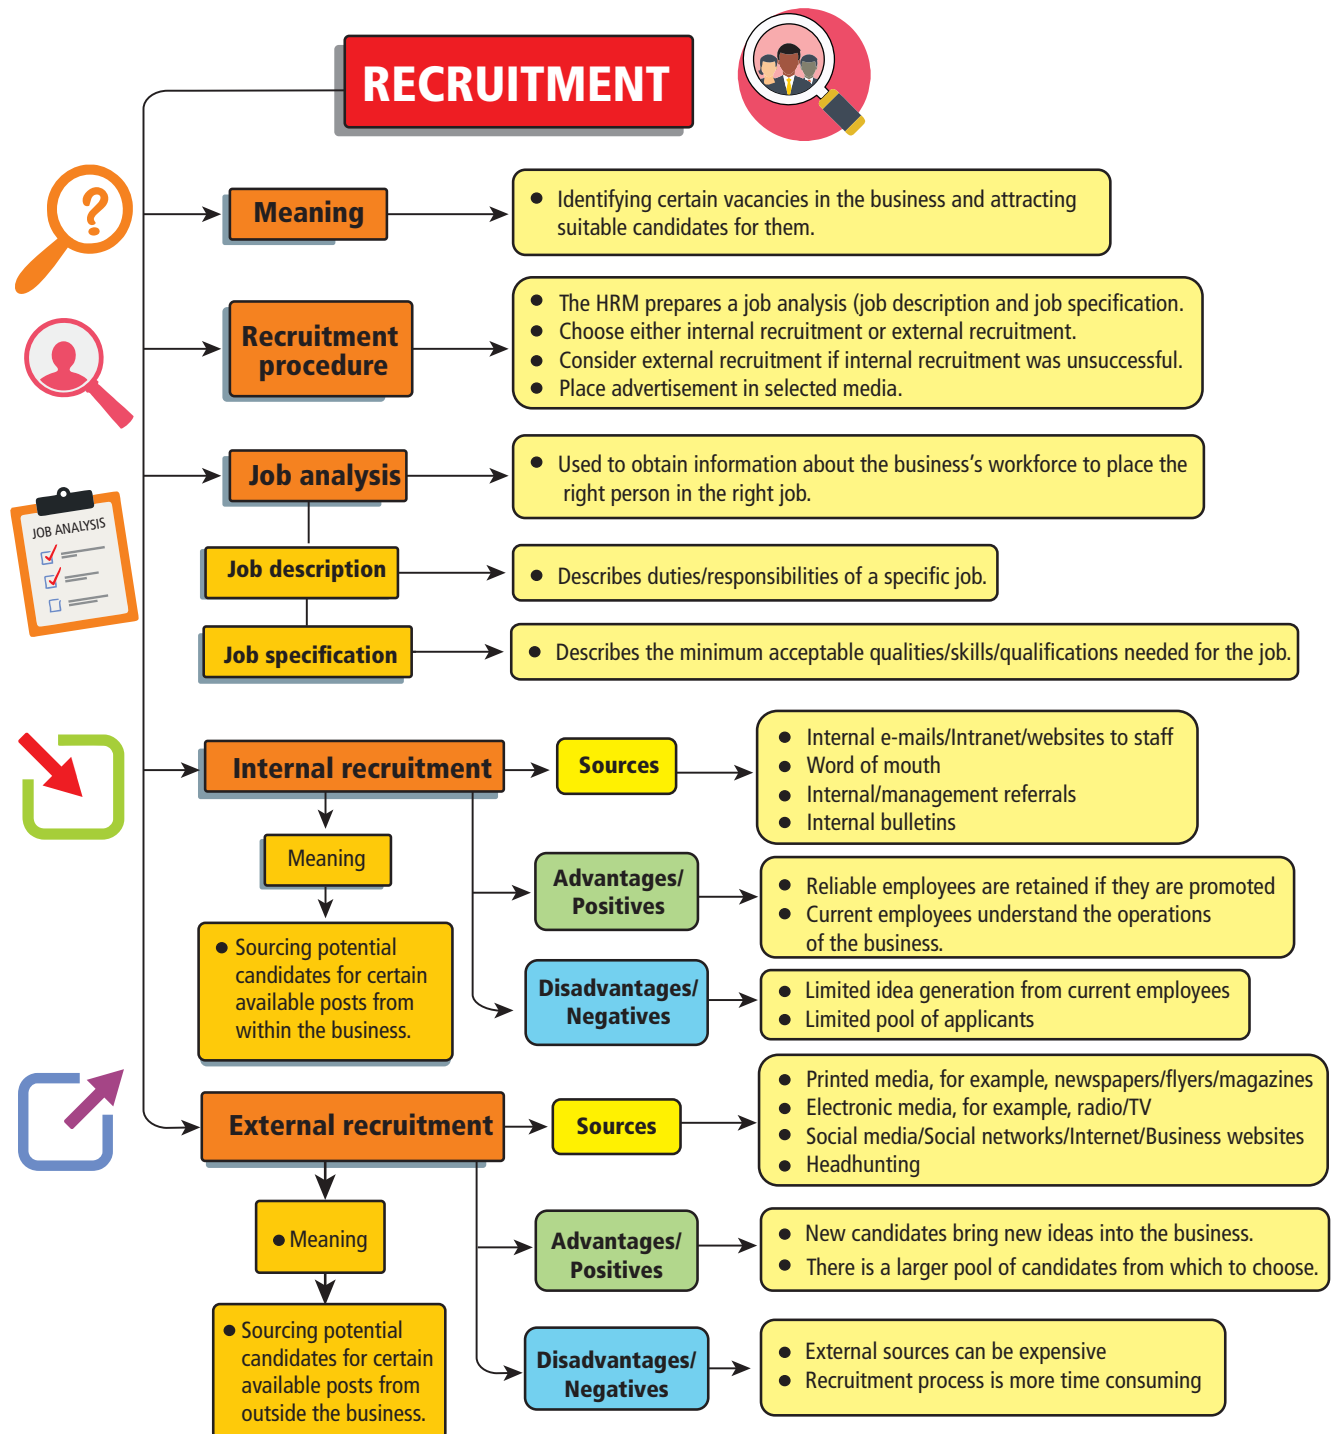 RECRUITMENT
Meaning
● Identifying certain vacancies in the business and attracting
suitable candidates for them.
Recruitment
procedure
● The HRM prepares a job analysis (job description and job specification.
● Choose either internal recruitment or external recruitment.
● Consider external recruitment if internal recruitment was unsuccessful.
● Place advertisement in selected media.
Job analysis
● Used to obtain information about the business's workforce to place the
right person in the right job.
JOB ANALYSIS
Job description
● Describes duties/responsibilities of a specific job.
Job specification
● Describes the minimum acceptable qualities/skills/qualifications needed for the job.
Internal recruitment
Sources
● Internal e-mails/Intranet/websites to staff
● Word of mouth
● Internal/management referrals
● Internal bulletins
Meaning
● Sourcing potential
candidates for certain
available posts from
within the business.
Advantages/
Positives
● Reliable employees are retained if they are promoted
● Current employees understand the operations
of the business.
Disadvantages/
Negatives
● Limited idea generation from current employees
● Limited pool of applicants
External recruitment
Sources
● Printed media, for example, newspapers/flyers/magazines
● Electronic media, for example, radio/TV
● Social media/Social networks/Internet/Business websites
● Headhunting
● Meaning
● Sourcing potential
candidates for certain
available posts from
outside the business.
Advantages/
Positives
● New candidates bring new ideas into the business.
● There is a larger pool of candidates from which to choose.
Disadvantages/
Negatives
● External sources can be expensive
● Recruitment process is more time consuming